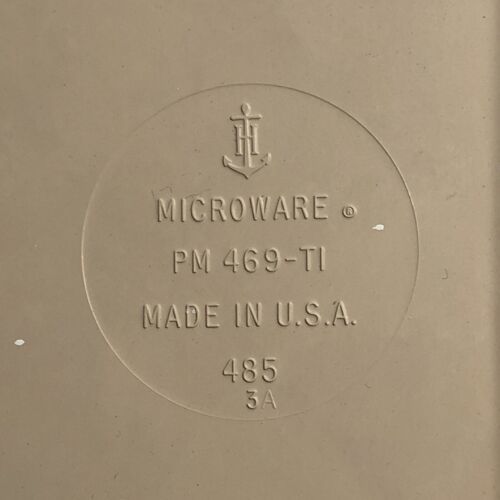 H
MICROWARE ®
PM 469-TI
MADE IN U.S.A.
485
3A